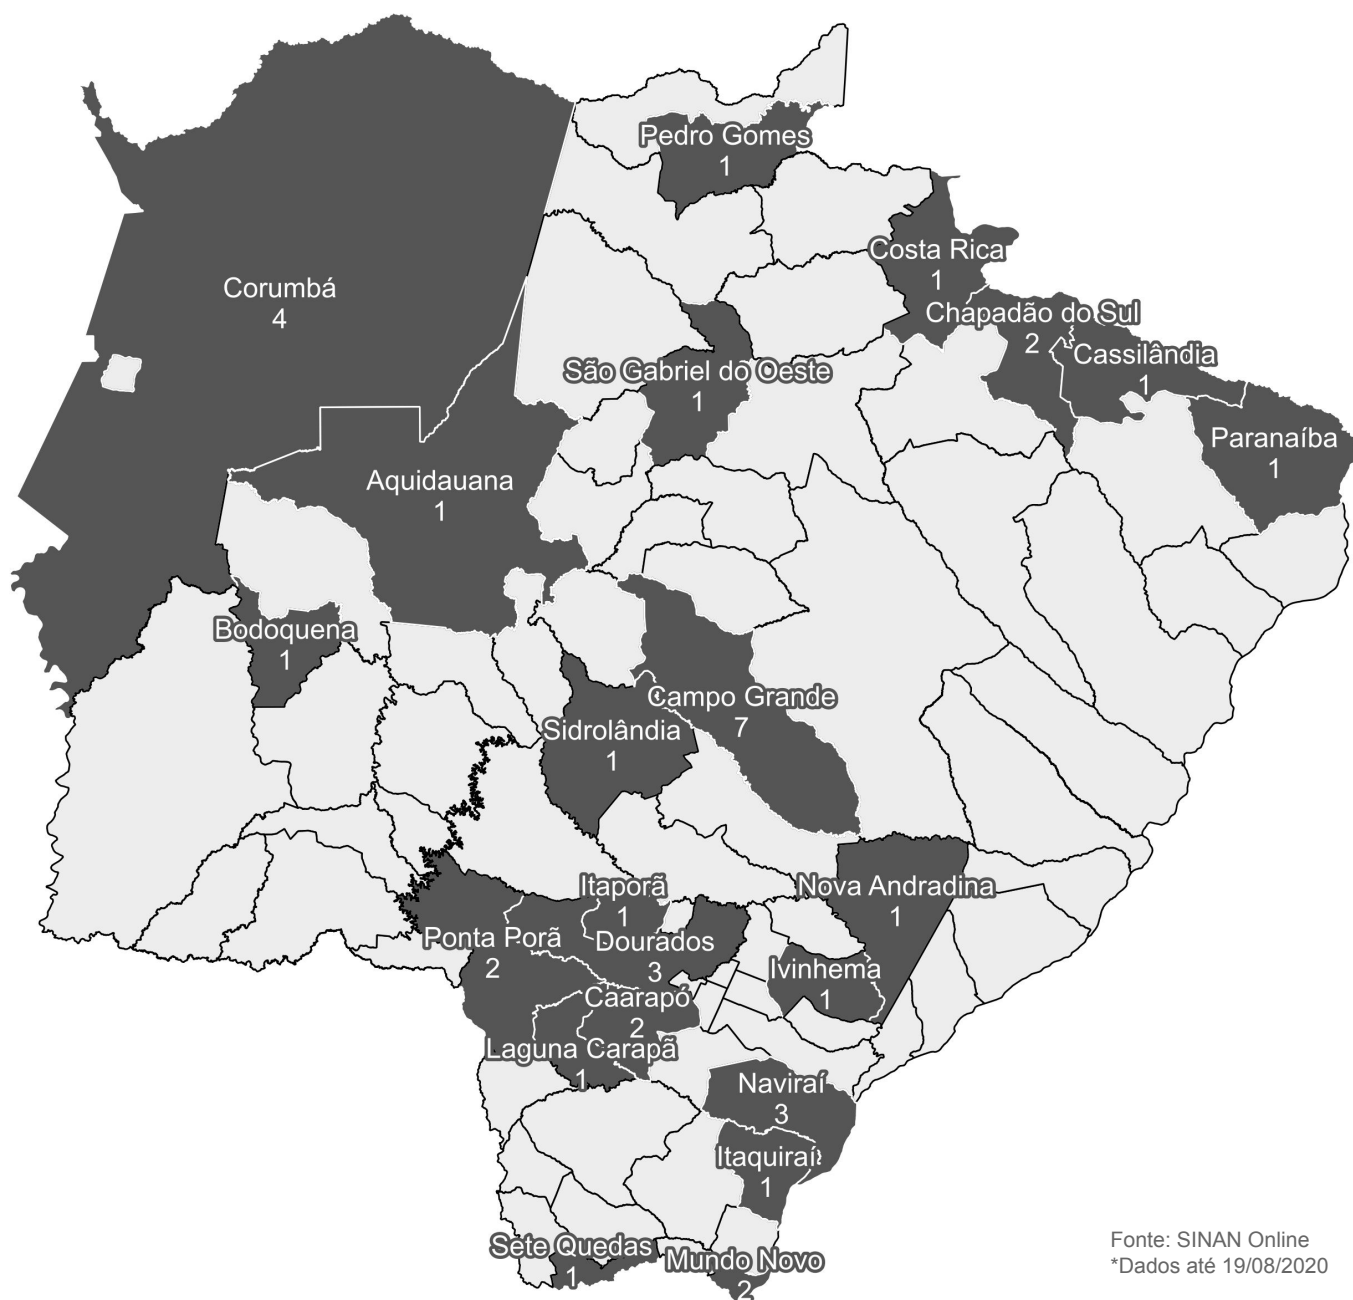 Pedro Gomes
1
Costa Rica
1
Corumbá
4
Chapadão do Sul
2
Cassilândia
1
São Gabriel do Oeste
1
Paranaíba
1
Aquidauana
1
Bodoquena
1
Campo Grande
7
Sidrolândia
1
Itaporã
1
Nova Andradina
1
Ponta Porã
2
Dourados
3
Ivinhema
1
Caarapó
2
Laguna Carapã
1
Naviraí
3
Itaquiraí
1
Sete Quedas
1
Mundo Novo
2
Fonte: SINAN Online
*Dados até 19/08/2020